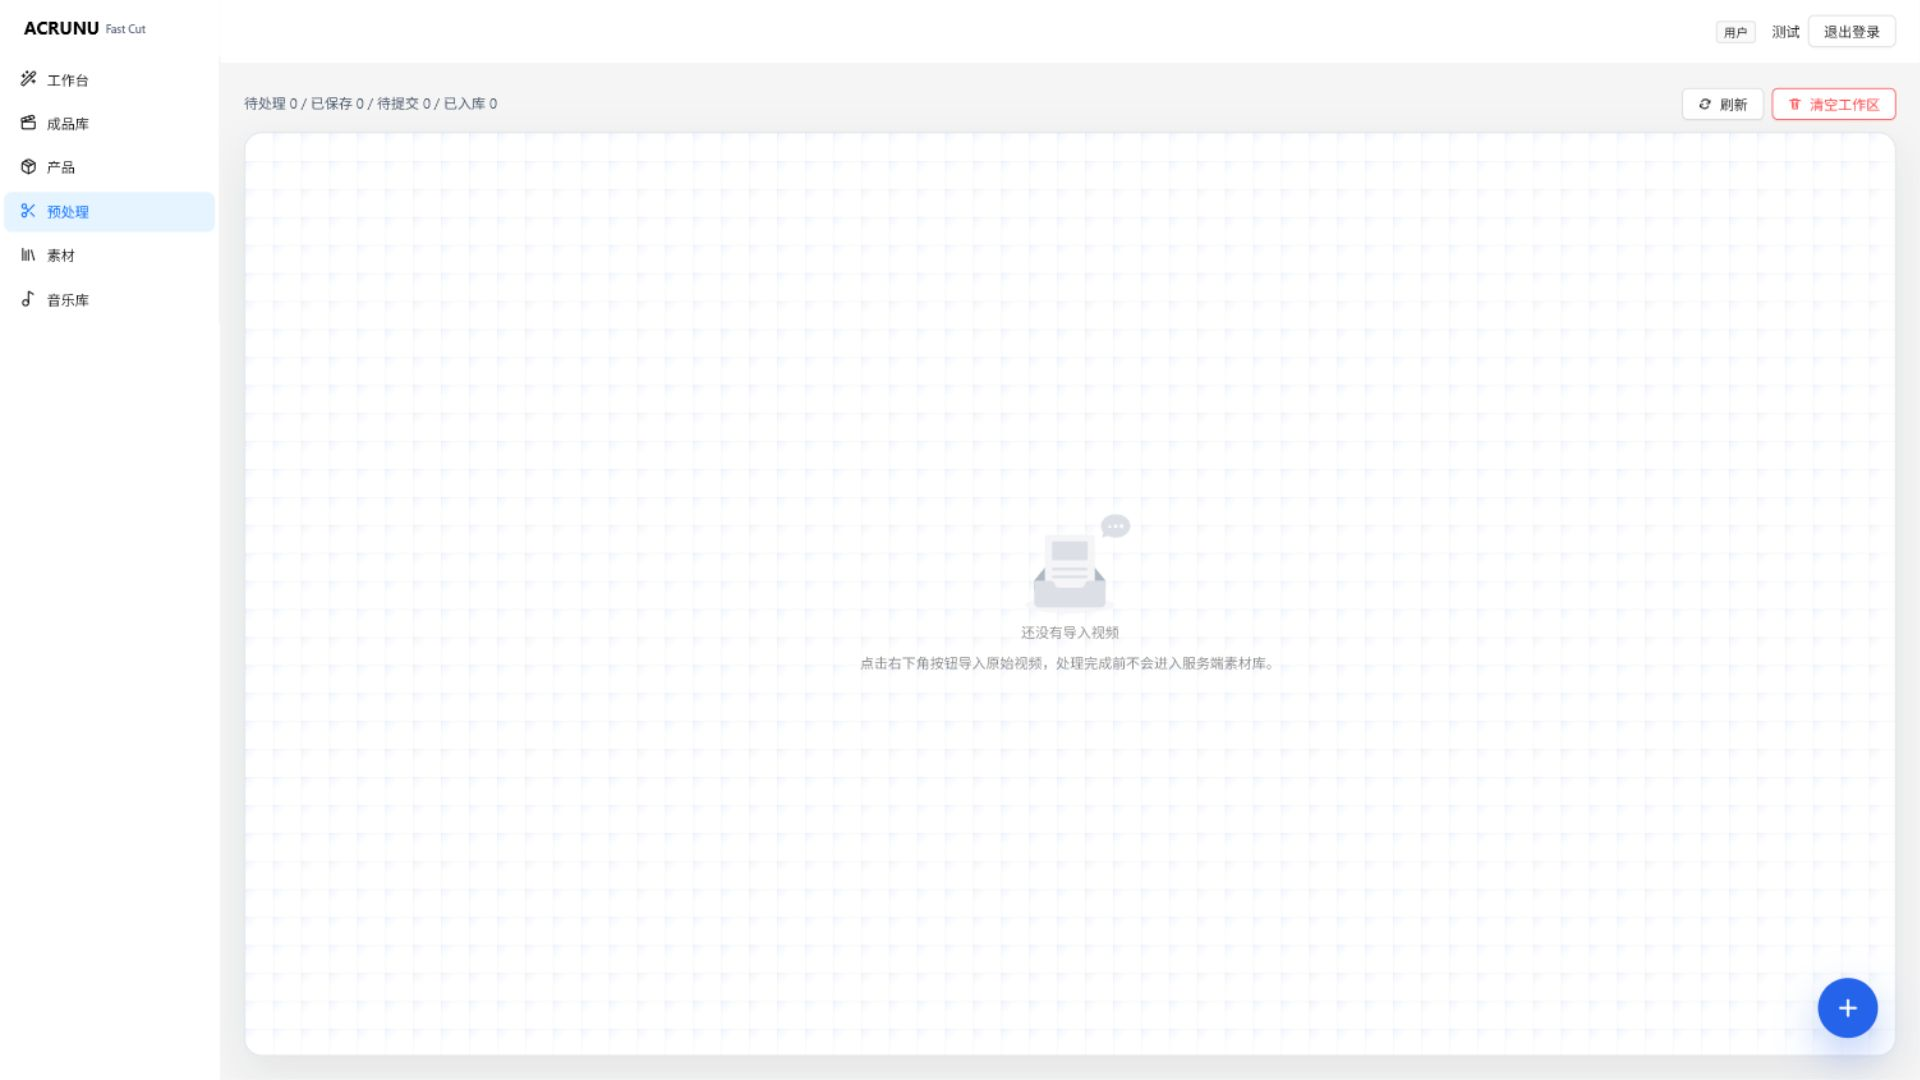 ACRUNU Fast Cut
用户 测试 退出登录
工作台
成品库
产品
预处理
素材
音乐库
待处理 0 / 已保存 0 / 待提交 0 / 已入库 0
刷新 清空工作区
还没有导入视频
点击右下角按钮导入原始视频，处理完成前不会进入服务端素材库。